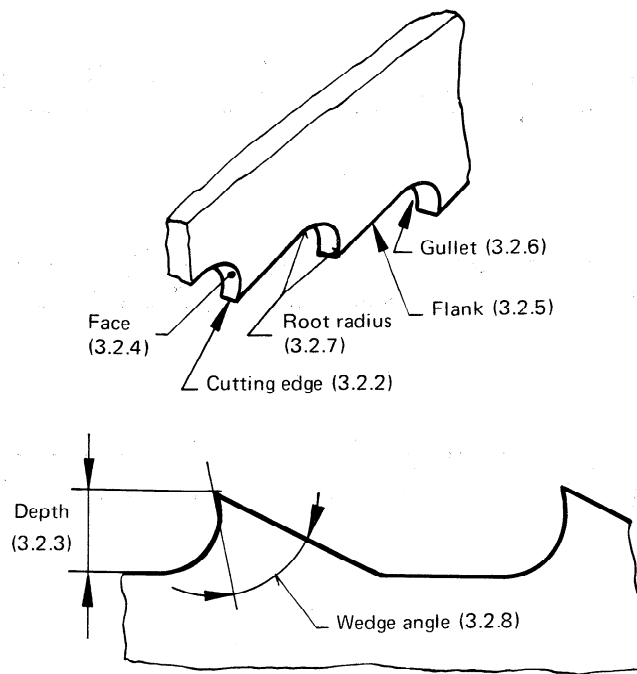 Gullet (3.2.6)
Face
(3.2.4)
Root radius
(3.2.7)
Flank (3.2.5)
Cutting edge (3.2.2)
Depth
(3.2.3)
Wedge angle (3.2.8)